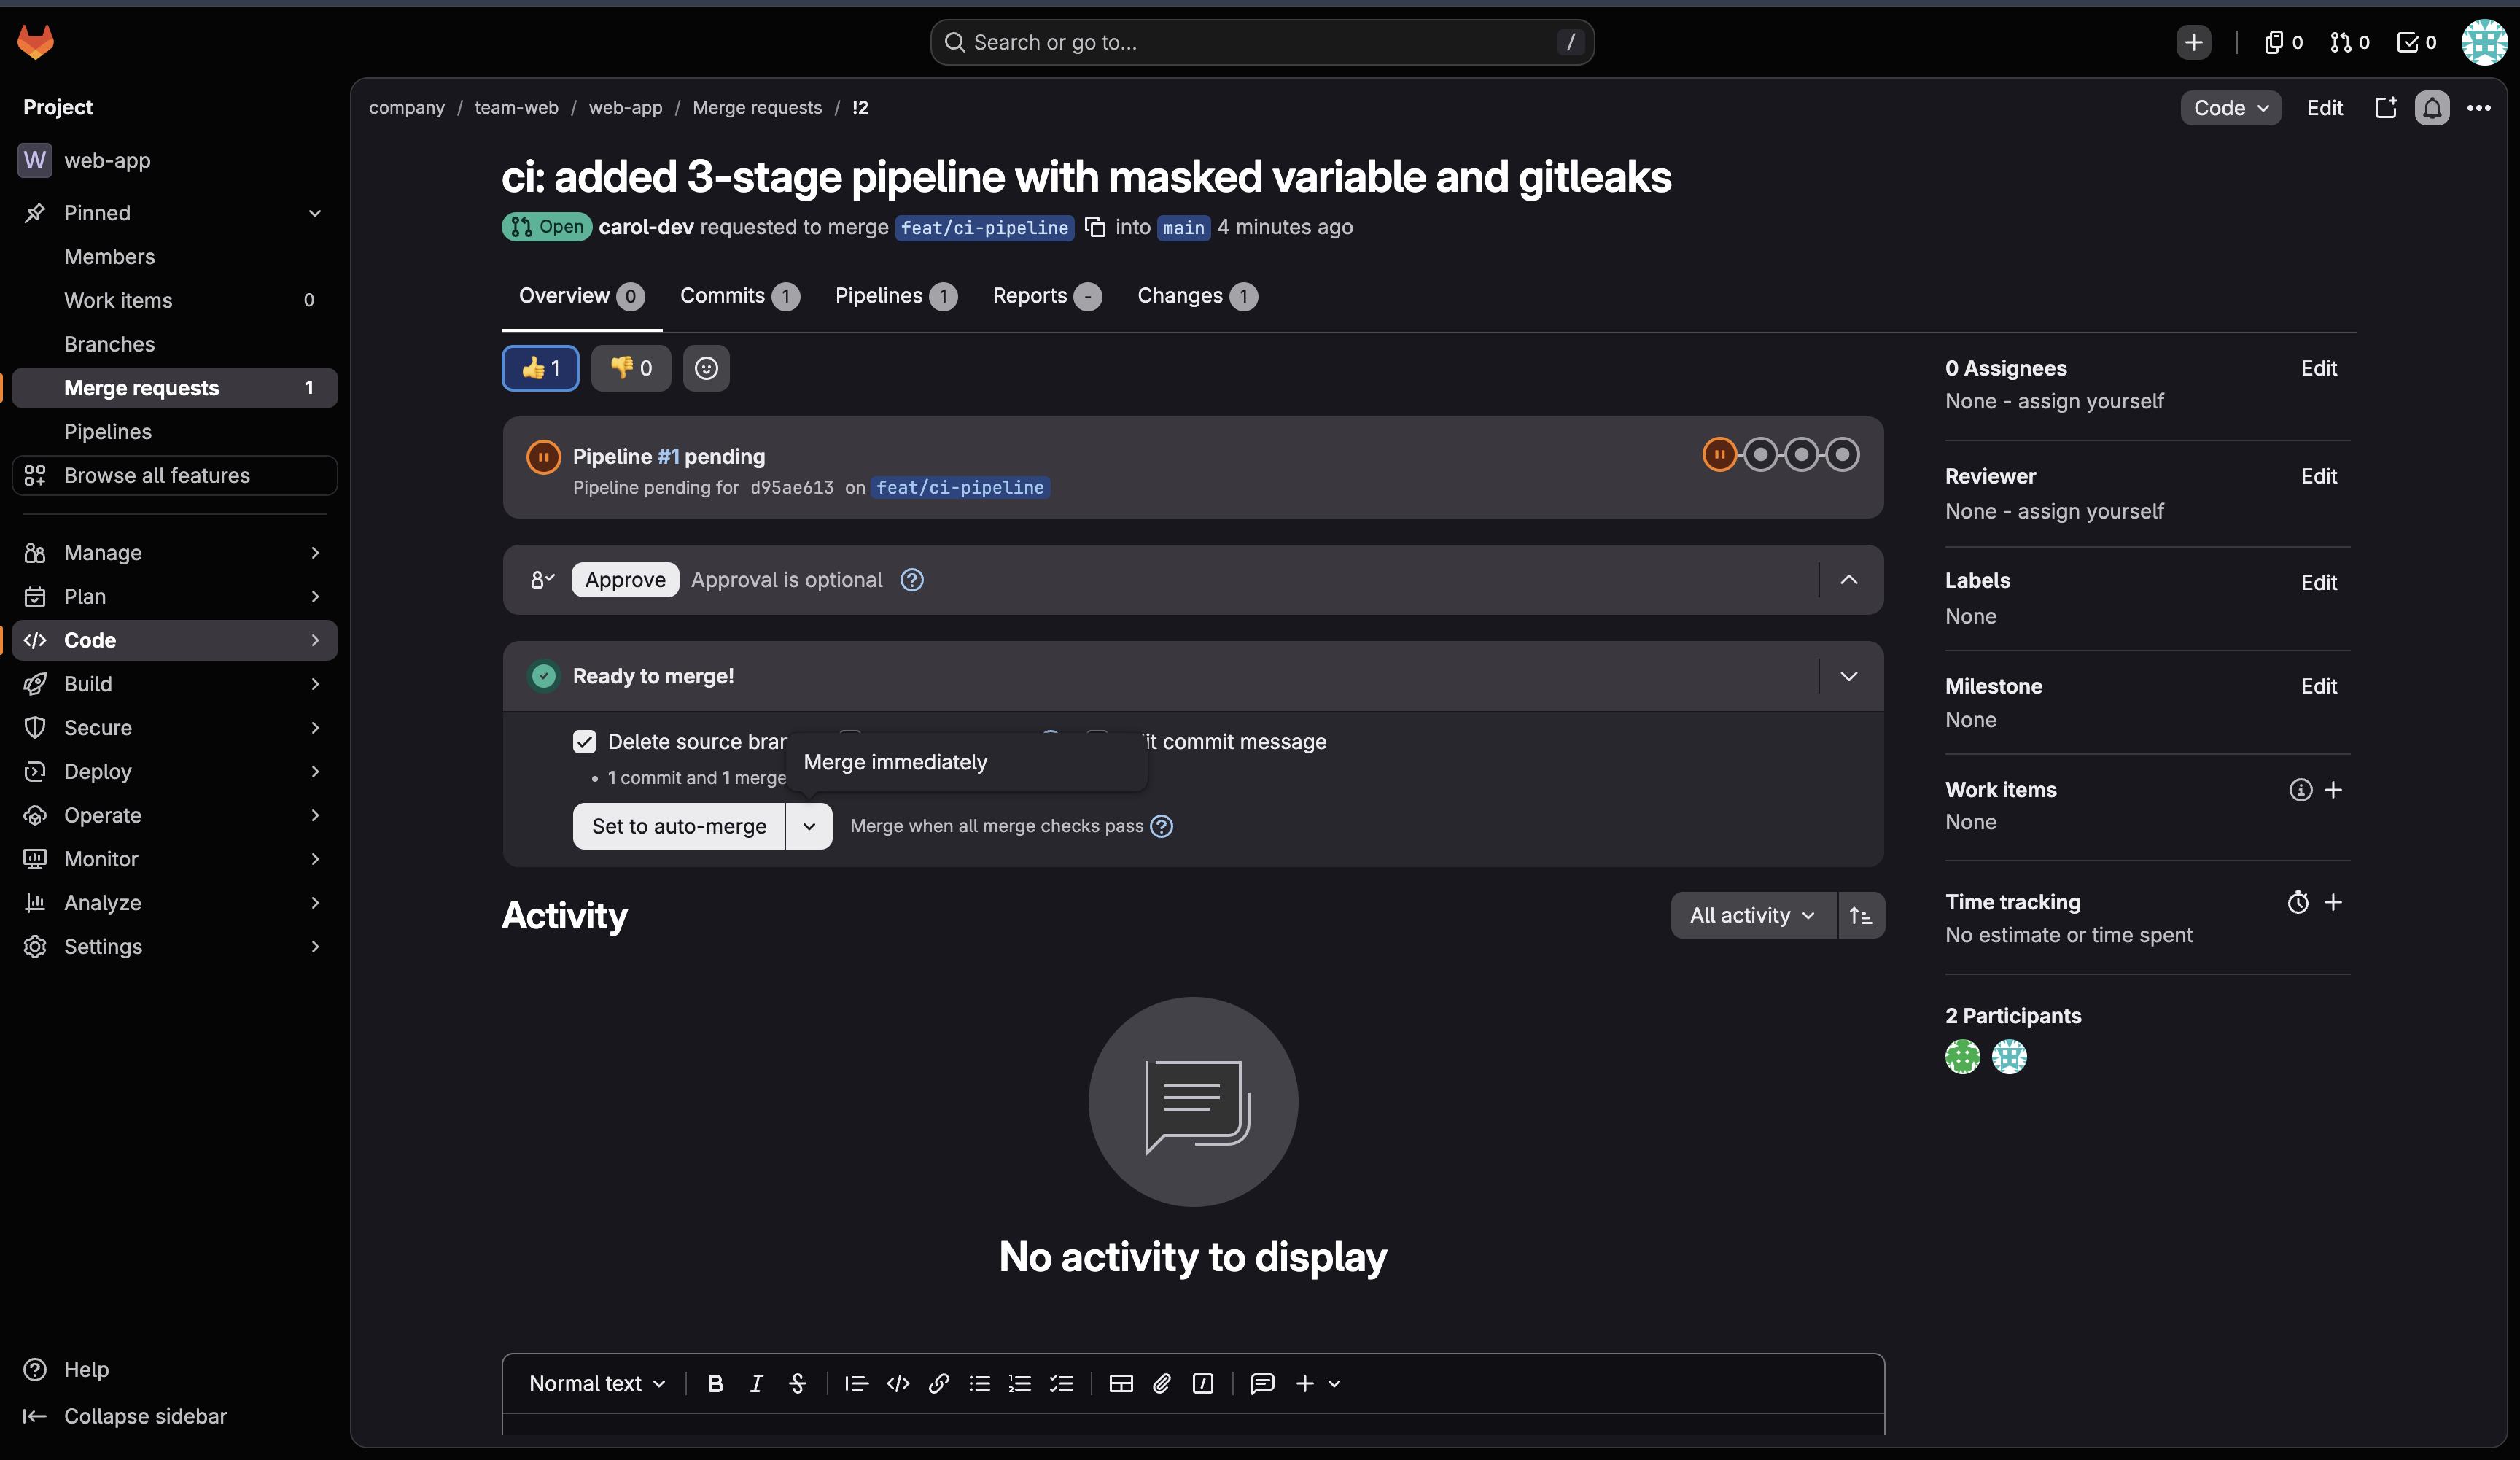 Search or go to...
/
0
0
0
Project
W web-app
Pinned
Members
Work items 0
Branches
Merge requests 1
Pipelines
Browse all features
Manage
Plan
Code
Build
Secure
Deploy
Operate
Monitor
Analyze
Settings
Help
Collapse sidebar
company / team-web / web-app / Merge requests / !2
Code
Edit
ci: added 3-stage pipeline with masked variable and gitleaks
Open carol-dev requested to merge feat/ci-pipeline into main 4 minutes ago
Overview 0 Commits 1 Pipelines 1 Reports - Changes 1
👍 1 👎 0
Pipeline #1 pending
Pipeline pending for d95ae613 on feat/ci-pipeline
Approve Approval is optional
Ready to merge!
Delete source bran it commit message
Merge immediately
• 1 commit and 1 merge
Set to auto-merge Merge when all merge checks pass
Activity
All activity
No activity to display
Normal text
0 Assignees Edit
None - assign yourself
Reviewer Edit
None - assign yourself
Labels Edit
None
Milestone Edit
None
Work items
None
Time tracking
No estimate or time spent
2 Participants